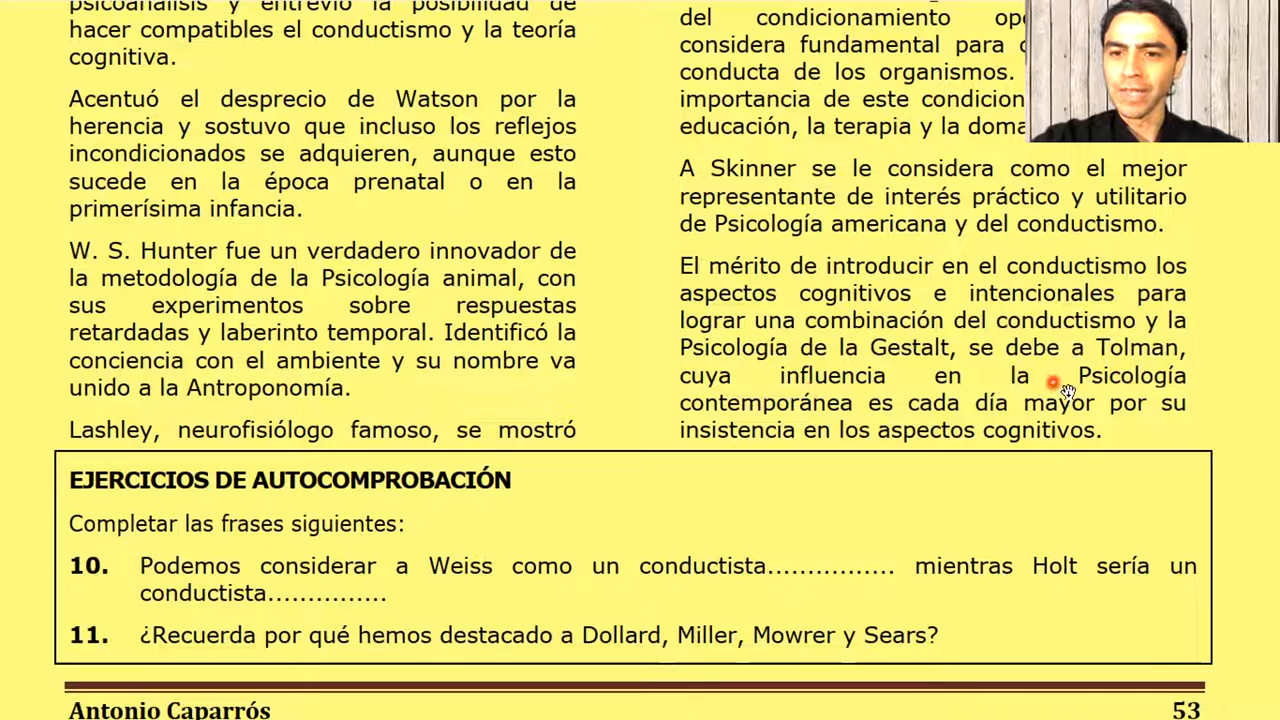 psicoanálisis y entrevió la posibilidad de
hacer compatibles el conductismo y la teoría
cognitiva.
Acentuó el desprecio de Watson por la
herencia y sostuvo que incluso los reflejos
incondicionados se adquieren, aunque esto
sucede en la época prenatal o en la
primerísima infancia.
W. S. Hunter fue un verdadero innovador de
la metodología de la Psicología animal, con
sus experimentos sobre respuestas
retardadas y laberinto temporal. Identificó la
conciencia con el ambiente y su nombre va
unido a la Antroponomía.
Lashley, neurofisiólogo famoso, se mostró
del condicionamiento
considera fundamental para
conducta de los organismos.
importancia de este
educación, la terapia y la
A Skinner se le considera como el mejor
representante de interés práctico y utilitario
de Psicología americana y del conductismo.
El mérito de introducir en el conductismo los
aspectos cognitivos e intencionales para
lograr una combinación del conductismo y la
Psicología de la Gestalt, se debe a Tolman,
cuya influencia en la Psicología
contemporánea es cada día mayor por su
insistencia en los aspectos cognitivos.
EJERCICIOS DE AUTOCOMPROBACIÓN
Completar las frases siguientes:
10. Podemos considerar a Weiss como un conductista................ mientras Holt sería un
conductista...............
11. ¿Recuerda por qué hemos destacado a Dollard, Miller, Mowrer y Sears?
Antonio Caparrós 53